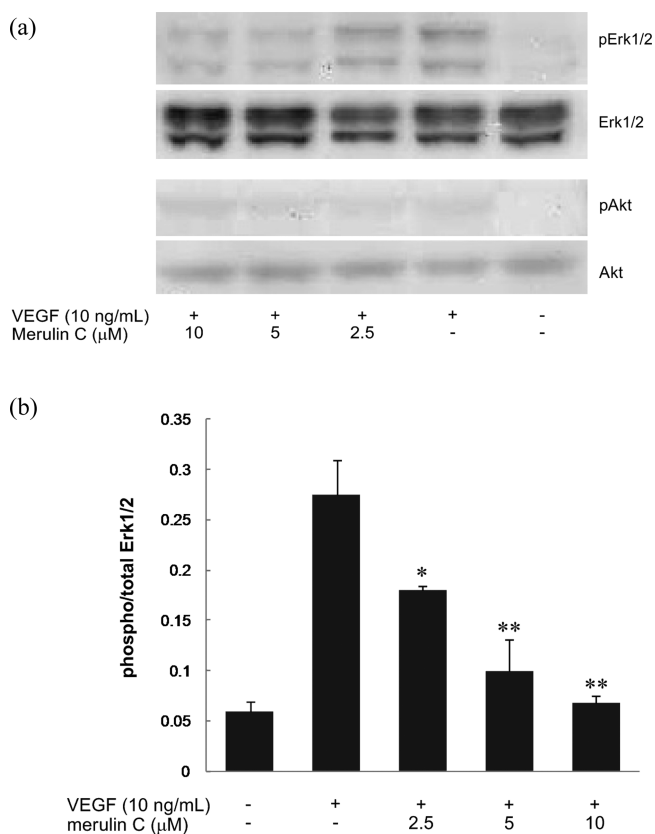 (a)
pErk1/2
Erk1/2
pAkt
Akt
VEGF (10 ng/mL) + + + + -
Merulin C (μM) 10 5 2.5 - -
(b)
0.35
0.3
0.25
0.2
0.15
0.1
0.05
0
phospho/total Erk1/2
*
**
**
VEGF (10 ng/mL) - + + + +
merulin C (μM) - - 2.5 5 10